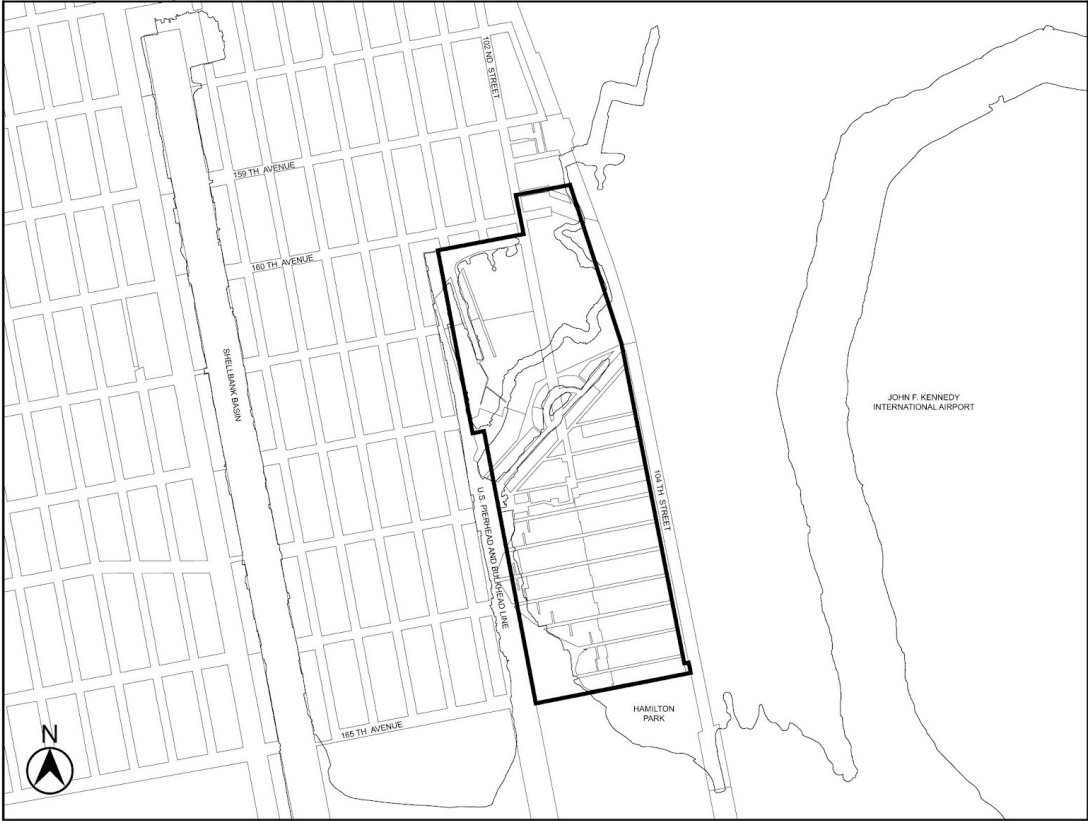 102 ND STREET
159 TH AVENUE
160 TH AVENUE
SHELLBANK BASIN
JOHN F. KENNEDY
INTERNATIONAL AIRPORT
104 TH STREET
U.S. PIERHEAD AND BULKHEAD LINE
HAMILTON
PARK
165 TH AVENUE
N